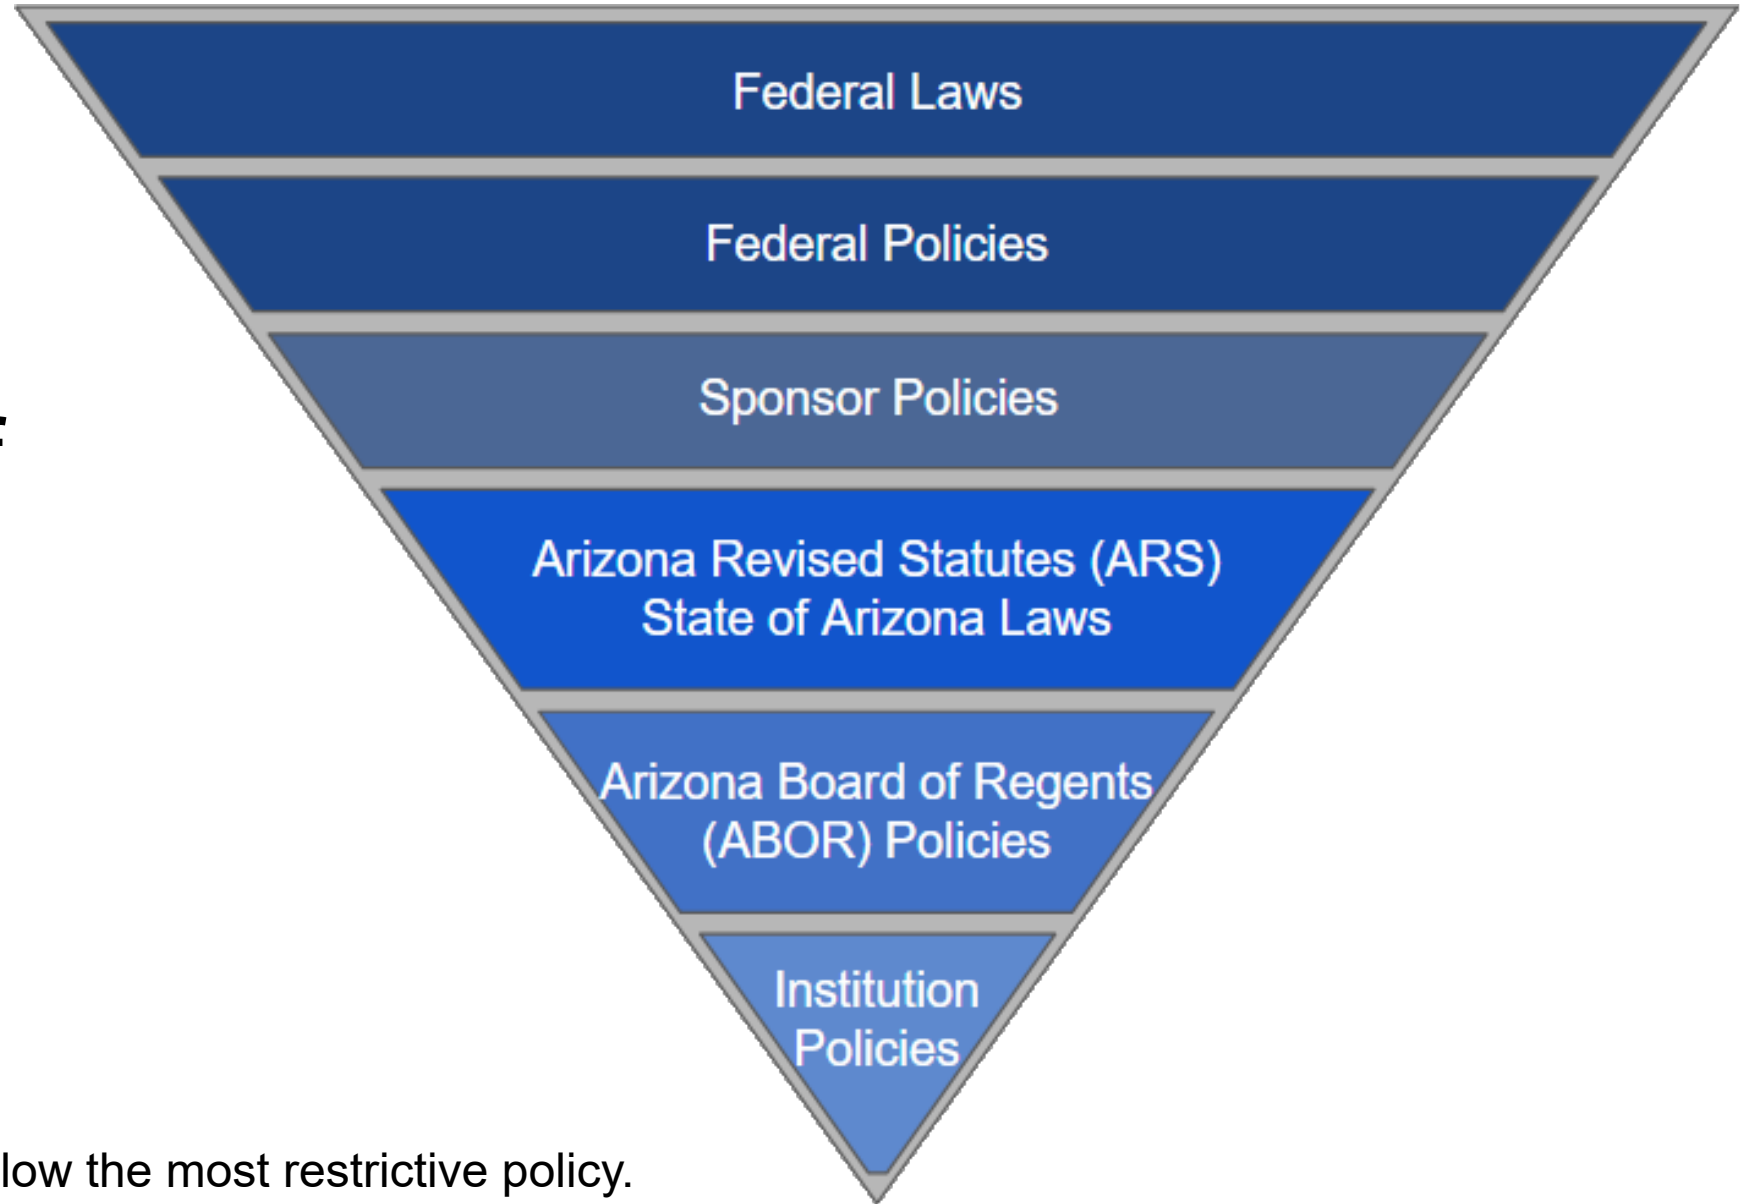 Federal Laws
Federal Policies
Sponsor Policies
Arizona Revised Statutes (ARS)
State of Arizona Laws
Arizona Board of Regents
(ABOR) Policies
Institution
Policies
low the most restrictive policy.